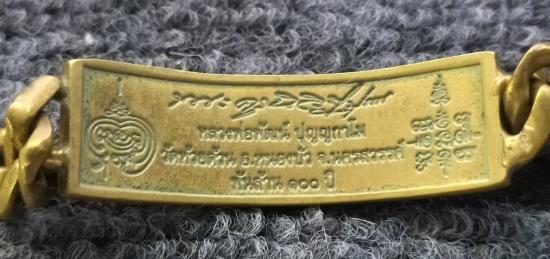 หลวงพ่อพัฒน์ ปุญญกาโม
วัดห้วยด้วน อ.หนองบัว จ.นครสวรรค์
พันล้าน ๑๐๐ ปี